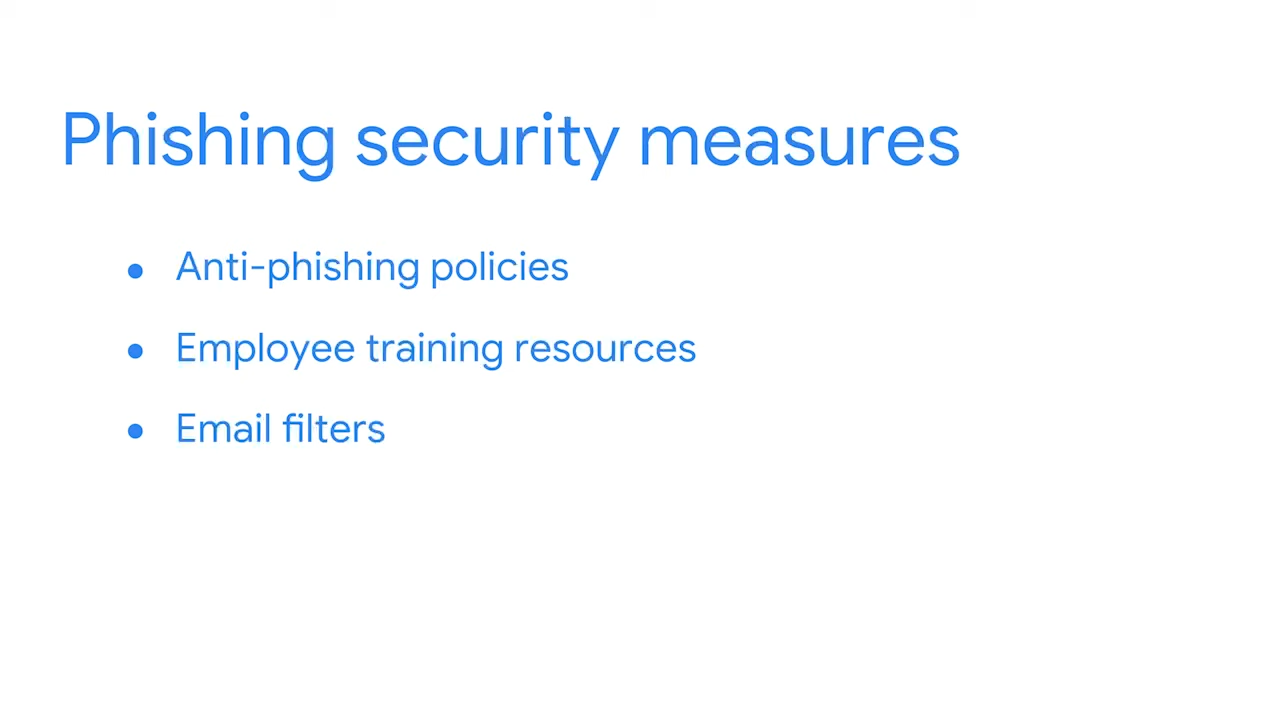 Phishing security measures
● Anti-phishing policies
● Employee training resources
● Email filters